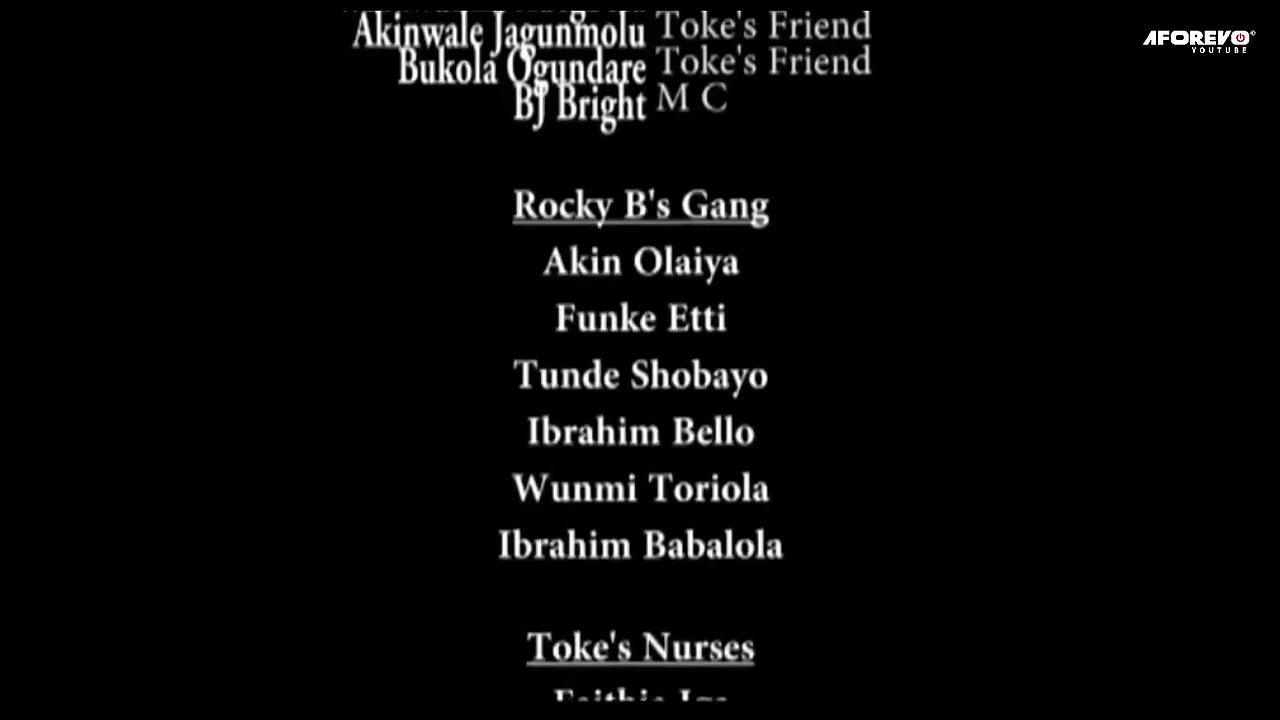 Akinwale Jagunmolu Toke's Friend
Bukola Ogundare Toke's Friend
BJ Bright M C
Rocky B's Gang
Akin Olaiya
Funke Etti
Tunde Shobayo
Ibrahim Bello
Wunmi Toriola
Ibrahim Babalola
Toke's Nurses
AFOREVO
YOUTUBE